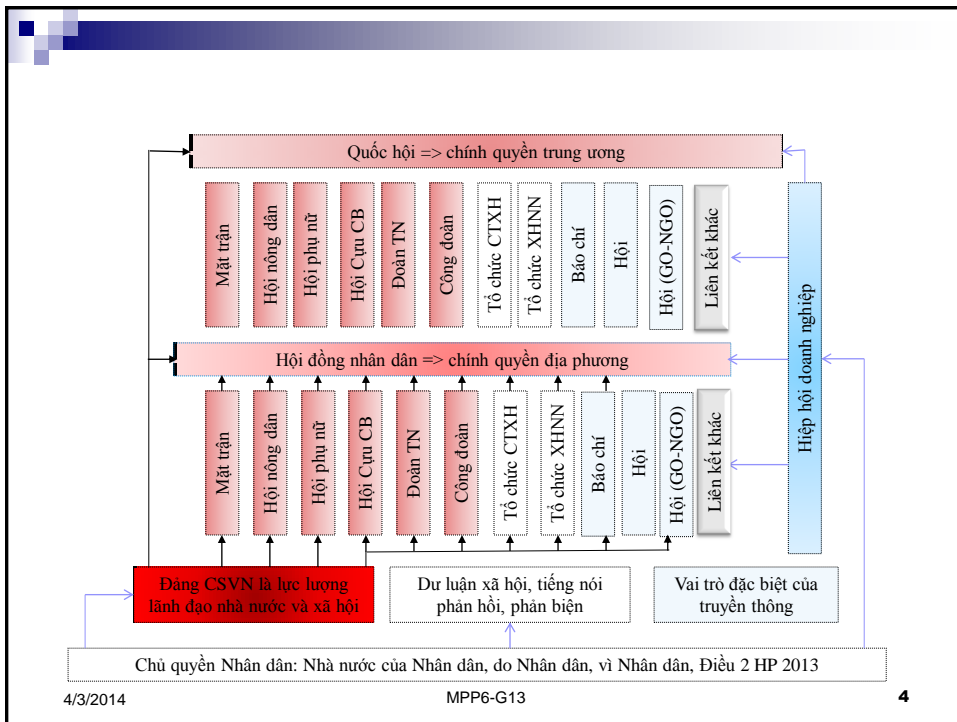 Quốc hội => chính quyền trung ương
Mặt trận
Hội nông dân
Hội phụ nữ
Hội Cựu CB
Đoàn TN
Công đoàn
Tổ chức CTXH
Tổ chức XHNN
Báo chí
Hội
Hội (GO-NGO)
Liên kết khác
Hiệp hội doanh nghiệp
Hội đồng nhân dân => chính quyền địa phương
Mặt trận
Hội nông dân
Hội phụ nữ
Hội Cựu CB
Đoàn TN
Công đoàn
Tổ chức CTXH
Tổ chức XHNN
Báo chí
Hội
Hội (GO-NGO)
Liên kết khác
Đảng CSVN là lực lượng
lãnh đạo nhà nước và xã hội
Dư luận xã hội, tiếng nói
phản hồi, phản biện
Vai trò đặc biệt của
truyền thông
Chủ quyền Nhân dân: Nhà nước của Nhân dân, do Nhân dân, vì Nhân dân, Điều 2 HP 2013
4/3/2014
MPP6-G13
4